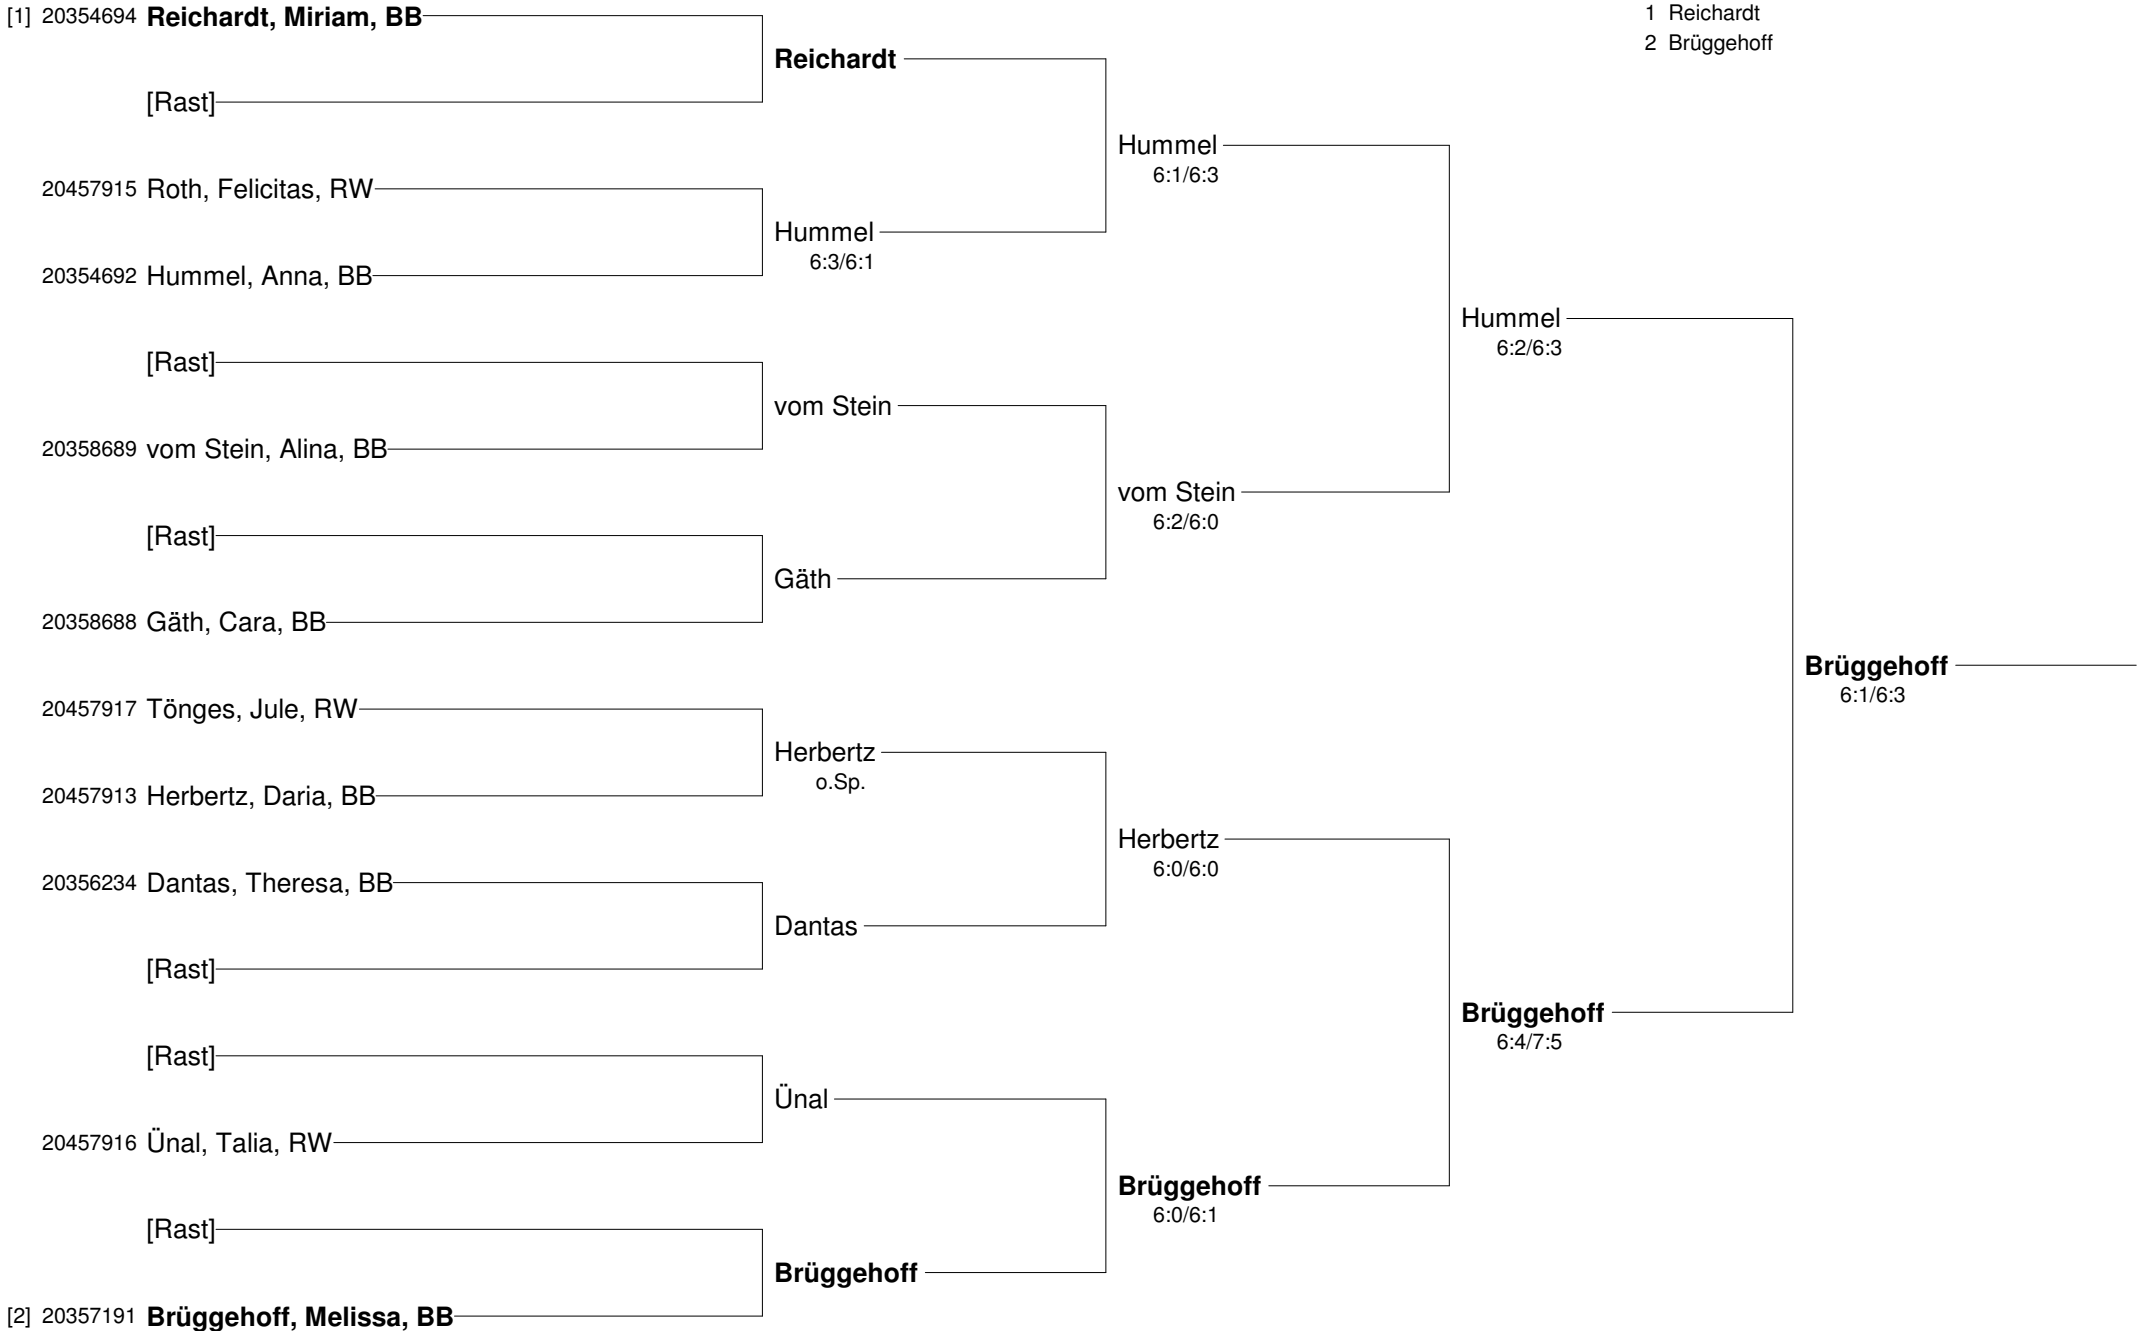 [1] 20354694 Reichardt, Miriam, BB
[Rast]
20457915 Roth, Felicitas, RW
20354692 Hummel, Anna, BB
[Rast]
20358689 vom Stein, Alina, BB
[Rast]
20358688 Gäth, Cara, BB
20457917 Tönges, Jule, RW
20457913 Herbertz, Daria, BB
20356234 Dantas, Theresa, BB
[Rast]
[Rast]
20457916 Ünal, Talia, RW
[Rast]
[2] 20357191 Brüggehoff, Melissa, BB
Reichardt
Hummel
6:3/6:1
vom Stein
Gäth
Herbertz
o.Sp.
Dantas
Ünal
Brüggehoff
Hummel
6:1/6:3
vom Stein
6:2/6:0
Herbertz
6:0/6:0
Brüggehoff
6:0/6:1
Hummel
6:2/6:3
Brüggehoff
6:4/7:5
Brüggehoff
6:1/6:3
1 Reichardt
2 Brüggehoff